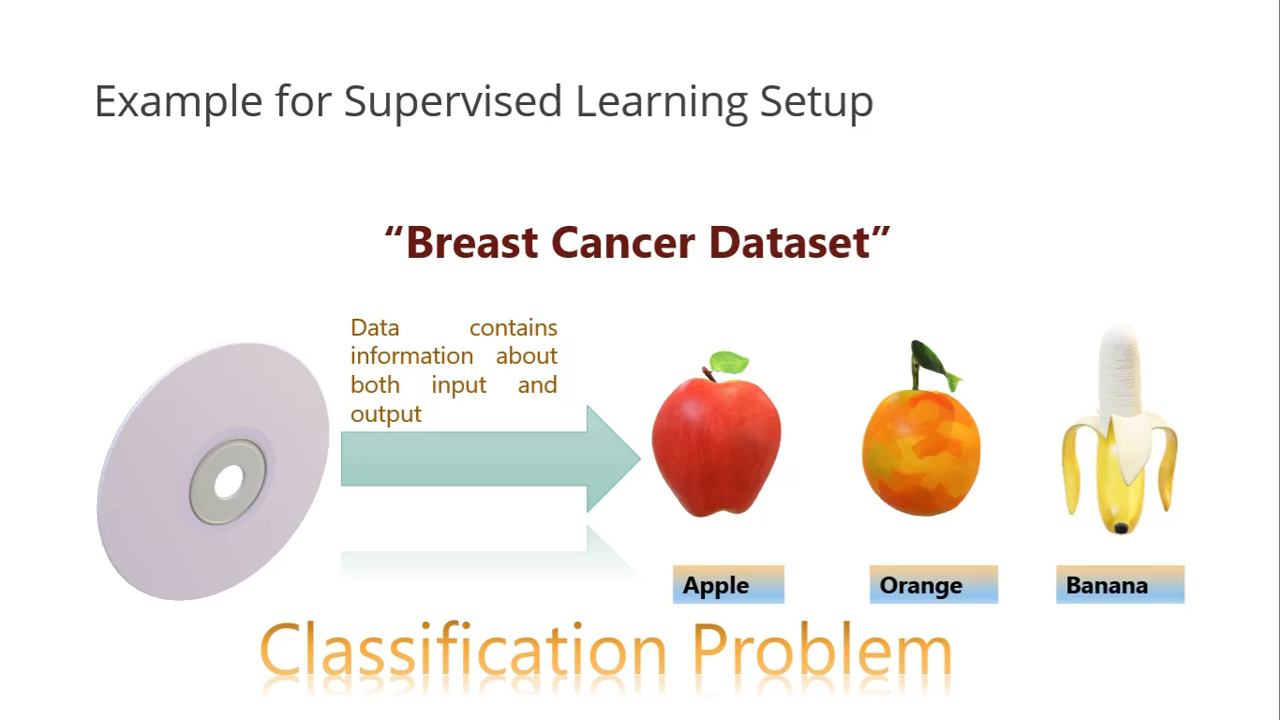 Example for Supervised Learning Setup
“Breast Cancer Dataset”
Data contains
information about
both input and
output
Apple
Orange
Banana
Classification Problem